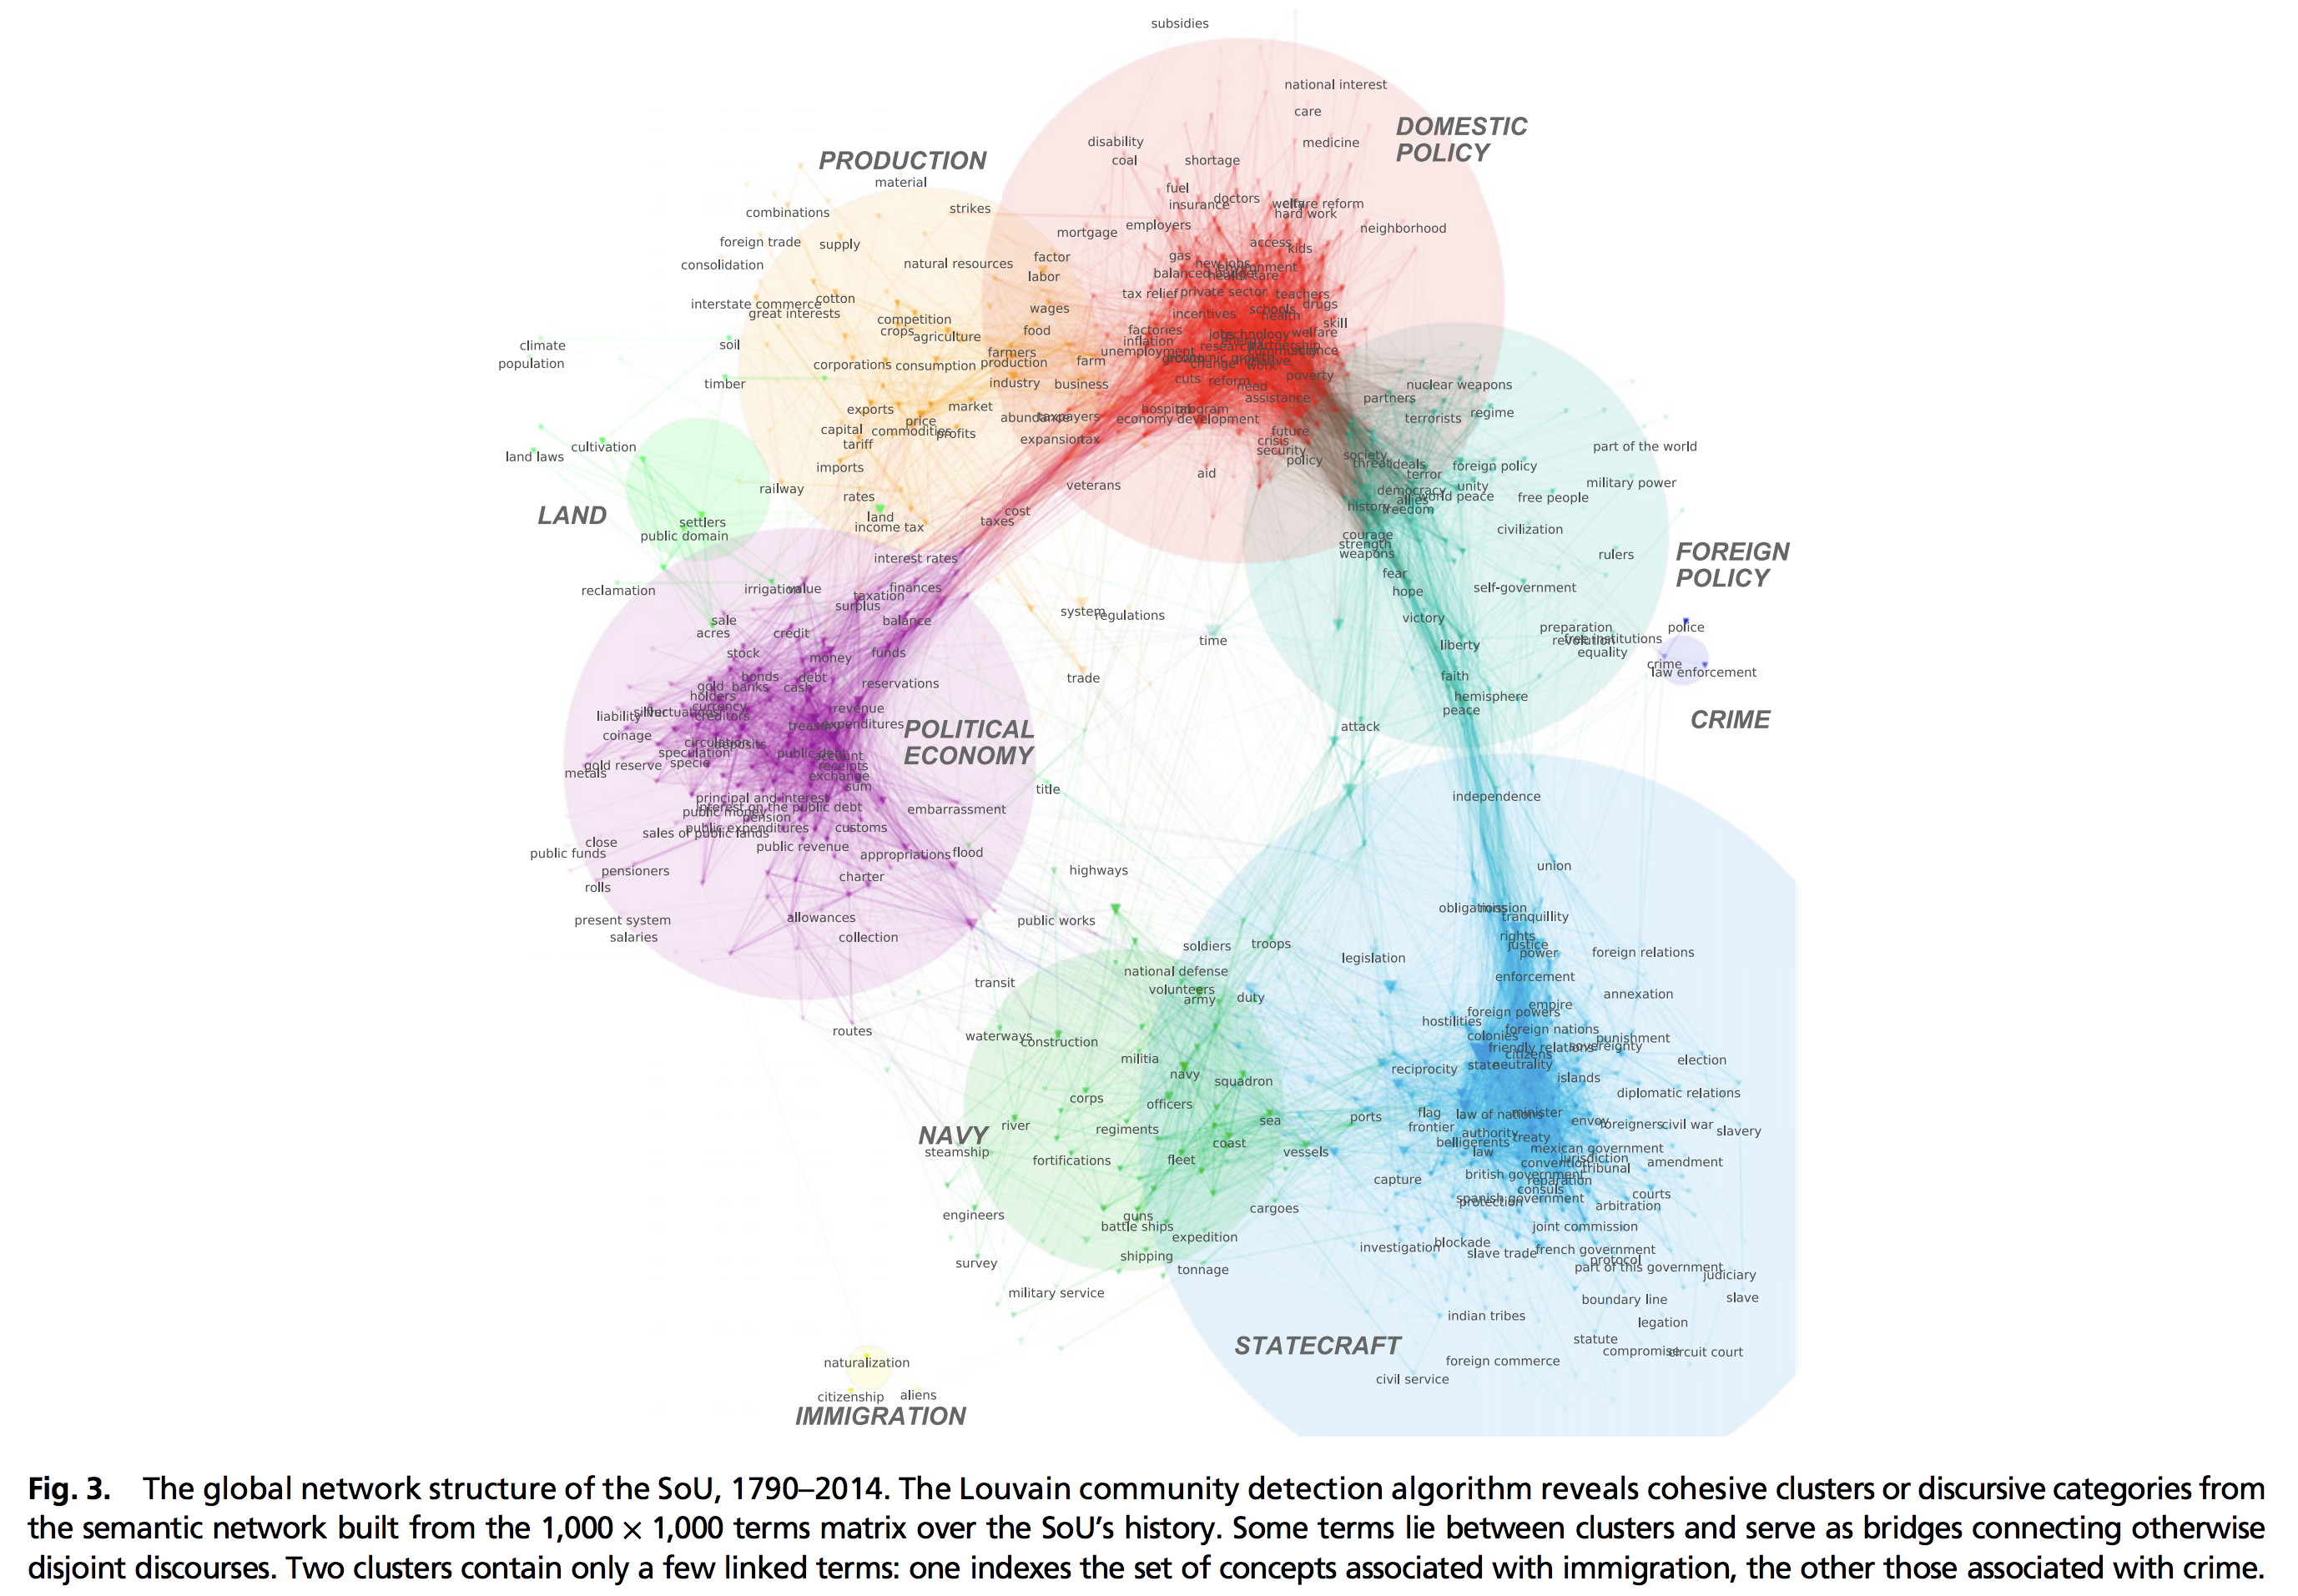 subsidies
national interest
care
DOMESTIC
POLICY
disability
medicine
PRODUCTION
coal
shortage
material
fuel
doctors
insurance
welfare reform
strikes
combinations
hard work
employers
neighborhood
mortgage
foreign trade
supply
access
kids
factor
gas
natural resources
new jobs
consolidation
environment
labor
balanced budget
health care
tax relief
private sector
teachers
cotton
interstate commerce
drugs
great interests
wages
schools
incentives
health
competition
skill
crops
food
factories
welfare
agriculture
jobs
technology
inflation
climate
soil
research
partnership
farmers
unemployment
community
science
population
production
farm
economic growth
corporations
consumption
change
work
poverty
timber
industry
business
cuts
reform
need
nuclear weapons
assistance
partners
exports
market
hospital
program
terrorists
regime
price
abundance
taxpayers
economy
development
capital
commodities
profits
future
tariff
expansion
tax
crisis
cultivation
security
part of the world
land laws
policy
society
imports
threat
ideals
foreign policy
aid
terror
railway
veterans
unity
military power
democracy
rates
allies
world peace
free people
history
freedom
LAND
land
cost
settlers
income tax
taxes
civilization
public domain
courage
strength
weapons
rulers
FOREIGN
POLICY
interest rates
fear
reclamation
irrigation
value
finances
hope
self-government
taxation
surplus
system
regulations
victory
sale
balance
preparation
police
acres
credit
time
revolution
free institutions
stock
money
funds
liberty
equality
crime
law enforcement
bonds
debt
trade
faith
gold
banks
cash
reservations
holders
hemisphere
currency
revenue
peace
liability
silver
fluctuations
creditors
CRIME
treasury
expenditures
attack
coinage
POLITICAL
ECONOMY
circulation
deposits
speculation
public debt
account
gold reserve
specie
receipts
metals
exchange
sum
title
independence
principal and interest
interest on the public debt
embarrassment
public money
pension
public expenditures
customs
sales of public lands
close
public revenue
public funds
appropriations
flood
union
pensioners
highways
charter
rolls
obligations
mission
present system
allowances
public works
tranquillity
salaries
collection
soldiers
troops
rights
justice
power
foreign relations
legislation
national defense
enforcement
transit
volunteers
army
duty
annexation
empire
foreign powers
hostilities
routes
foreign nations
waterways
construction
colonies
punishment
friendly relations
sovereignty
militia
citizens
election
state
neutrality
navy
reciprocity
squadron
islands
corps
officers
diplomatic relations
flag
law of nations
minister
ports
river
sea
envoy
foreigners
civil war
regiments
frontier
slavery
NAVY
authority
treaty
coast
belligerents
steamship
vessels
law
mexican government
fortifications
fleet
jurisdiction
convention
amendment
tribunal
capture
british government
reparation
consuls
courts
spanish government
protection
arbitration
engineers
guns
cargoes
battle ships
joint commission
expedition
investigation
blockade
slave trade
french government
shipping
protocol
survey
tonnage
part of this government
judiciary
military service
boundary line
slave
indian tribes
legation
STATECRAFT
statute
compromise
circuit court
naturalization
foreign commerce
civil service
citizenship
aliens
IMMIGRATION
Fig. 3. The global network structure of the SoU, 1790–2014. The Louvain community detection algorithm reveals cohesive clusters or discursive categories from
the semantic network built from the 1,000 × 1,000 terms matrix over the SoU's history. Some terms lie between clusters and serve as bridges connecting otherwise
disjoint discourses. Two clusters contain only a few linked terms: one indexes the set of concepts associated with immigration, the other those associated with crime.